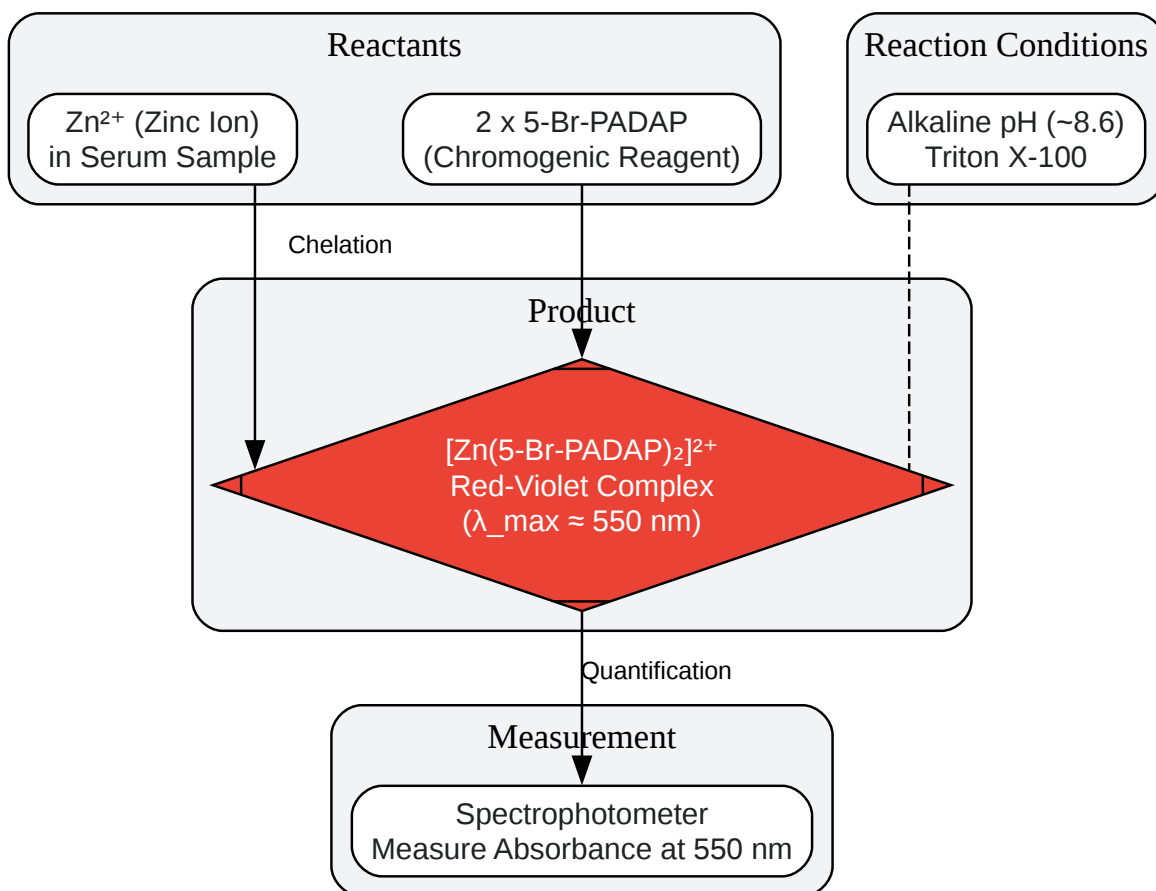 Reactants
Zn²⁺ (Zinc Ion)
in Serum Sample
2 x 5-Br-PADAP
(Chromogenic Reagent)
Reaction Conditions
Alkaline pH (~8.6)
Triton X-100
Chelation
Product
[Zn(5-Br-PADAP)₂]²⁺
Red-Violet Complex
(λ_max ≈ 550 nm)
Quantification
Measurement
Spectrophotometer
Measure Absorbance at 550 nm